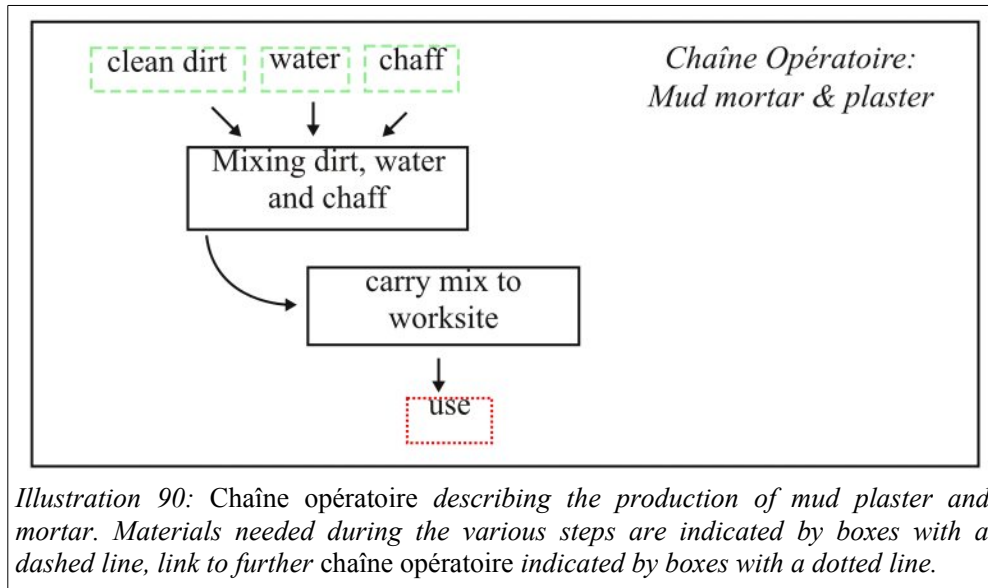 clean dirt water chaff
Chaîne Opératoire:
Mud mortar & plaster
Mixing dirt, water
and chaff
carry mix to
worksite
use
Illustration 90: Chaîne opératoire describing the production of mud plaster and
mortar. Materials needed during the various steps are indicated by boxes with a
dashed line, link to further chaîne opératoire indicated by boxes with a dotted line.